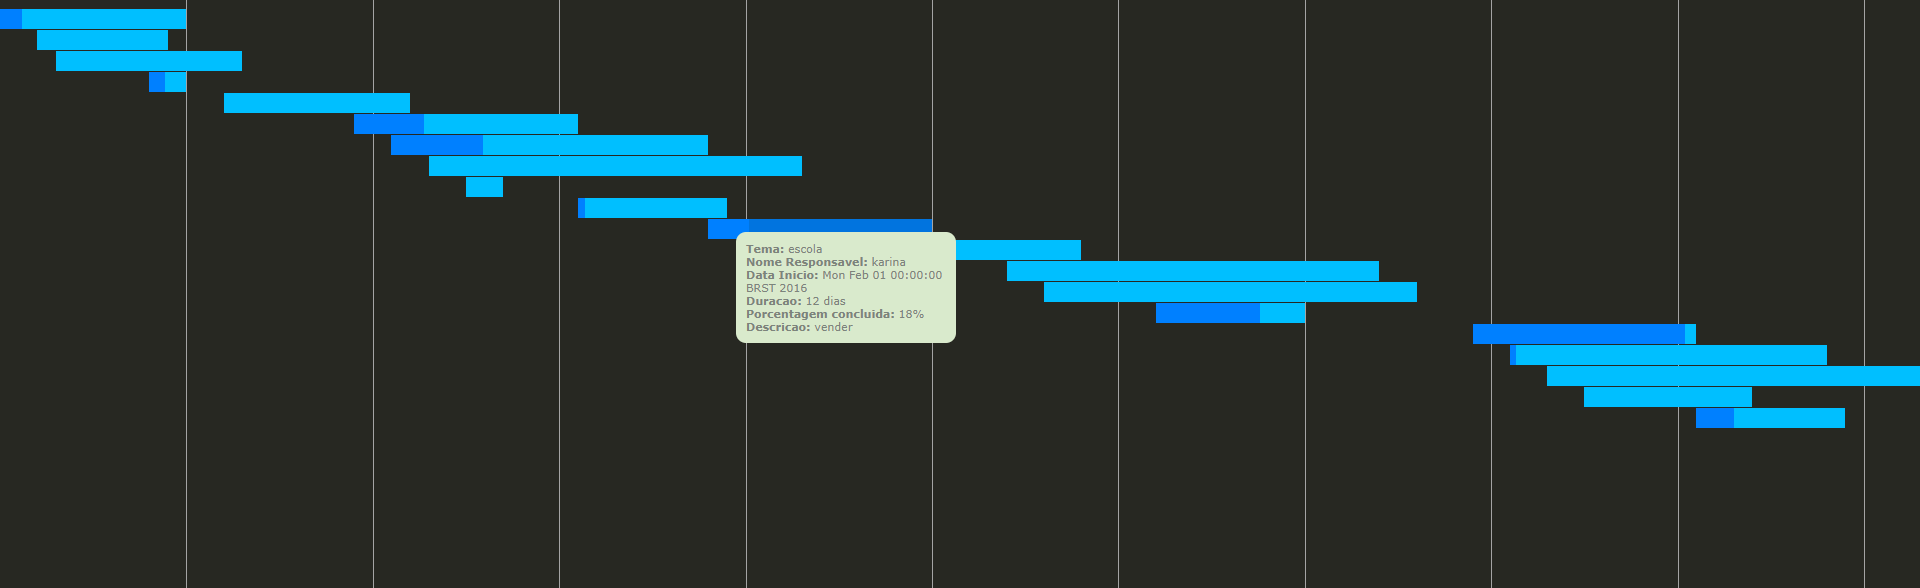 Tema: escola
Nome Responsavel: karina
Data Inicio: Mon Feb 01 00:00:00
BRST 2016
Duracao: 12 dias
Porcentagem concluida: 18%
Descricao: vender